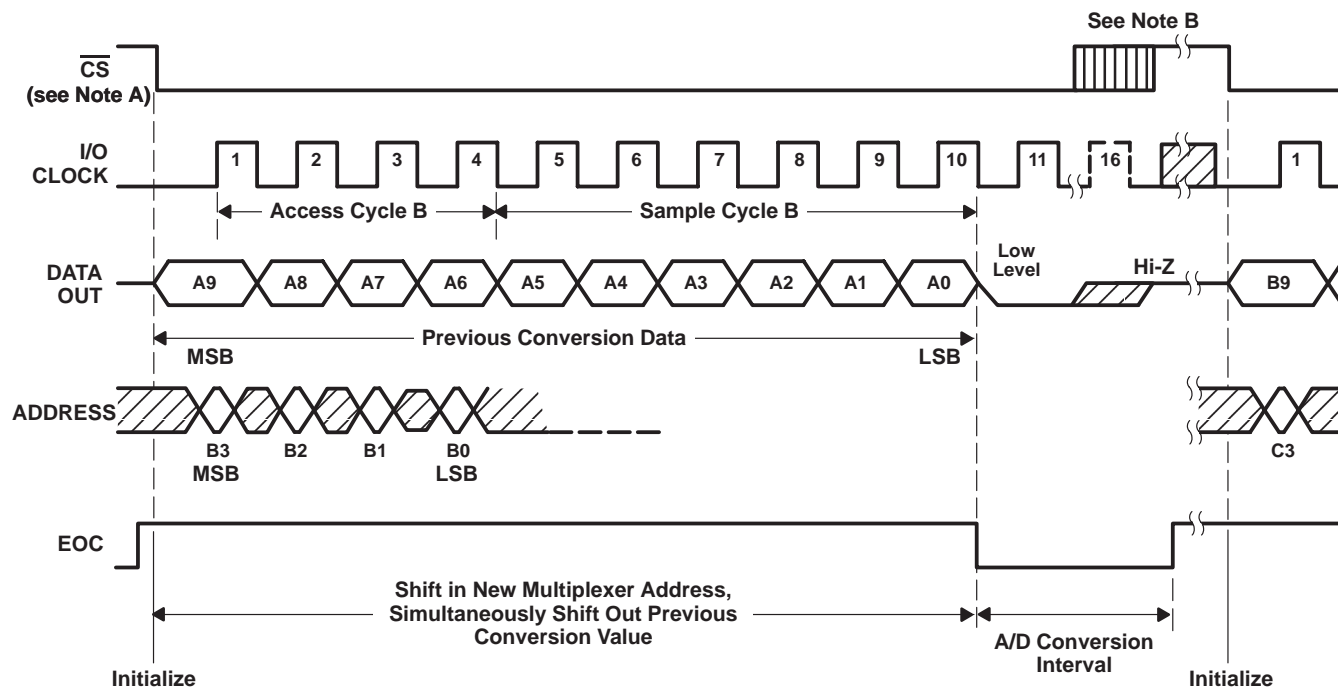 See Note B
CS
(see Note A)
I/O
CLOCK
1 2 3 4 5 6 7 8 9 10 11 16 1
Access Cycle B
Sample Cycle B
DATA
OUT
A9 A8 A7 A6 A5 A4 A3 A2 A1 A0
Low
Level
Hi-Z
B9
Previous Conversion Data
MSB
LSB
ADDRESS
B3 B2 B1 B0
MSB
LSB
C3
EOC
Shift in New Multiplexer Address,
Simultaneously Shift Out Previous
Conversion Value
A/D Conversion
Interval
Initialize
Initialize